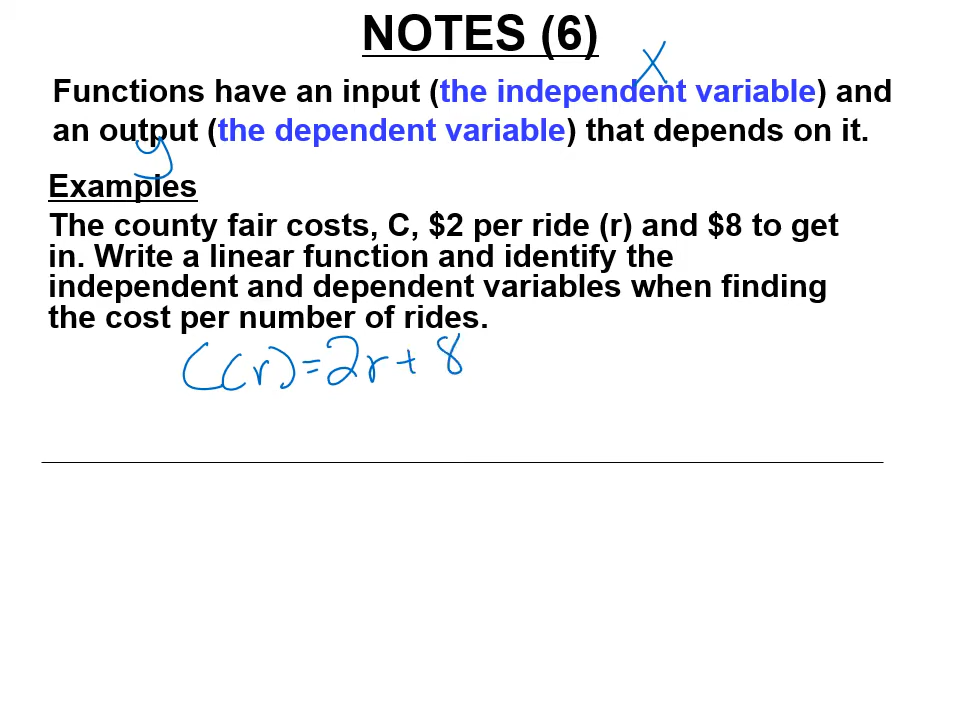 NOTES (6)
x
Functions have an input (the independent variable) and
an output (the dependent variable) that depends on it.
y
Examples
The county fair costs, C, $2 per ride (r) and $8 to get
in. Write a linear function and identify the
independent and dependent variables when finding
the cost per number of rides.
C(r)=2r+8